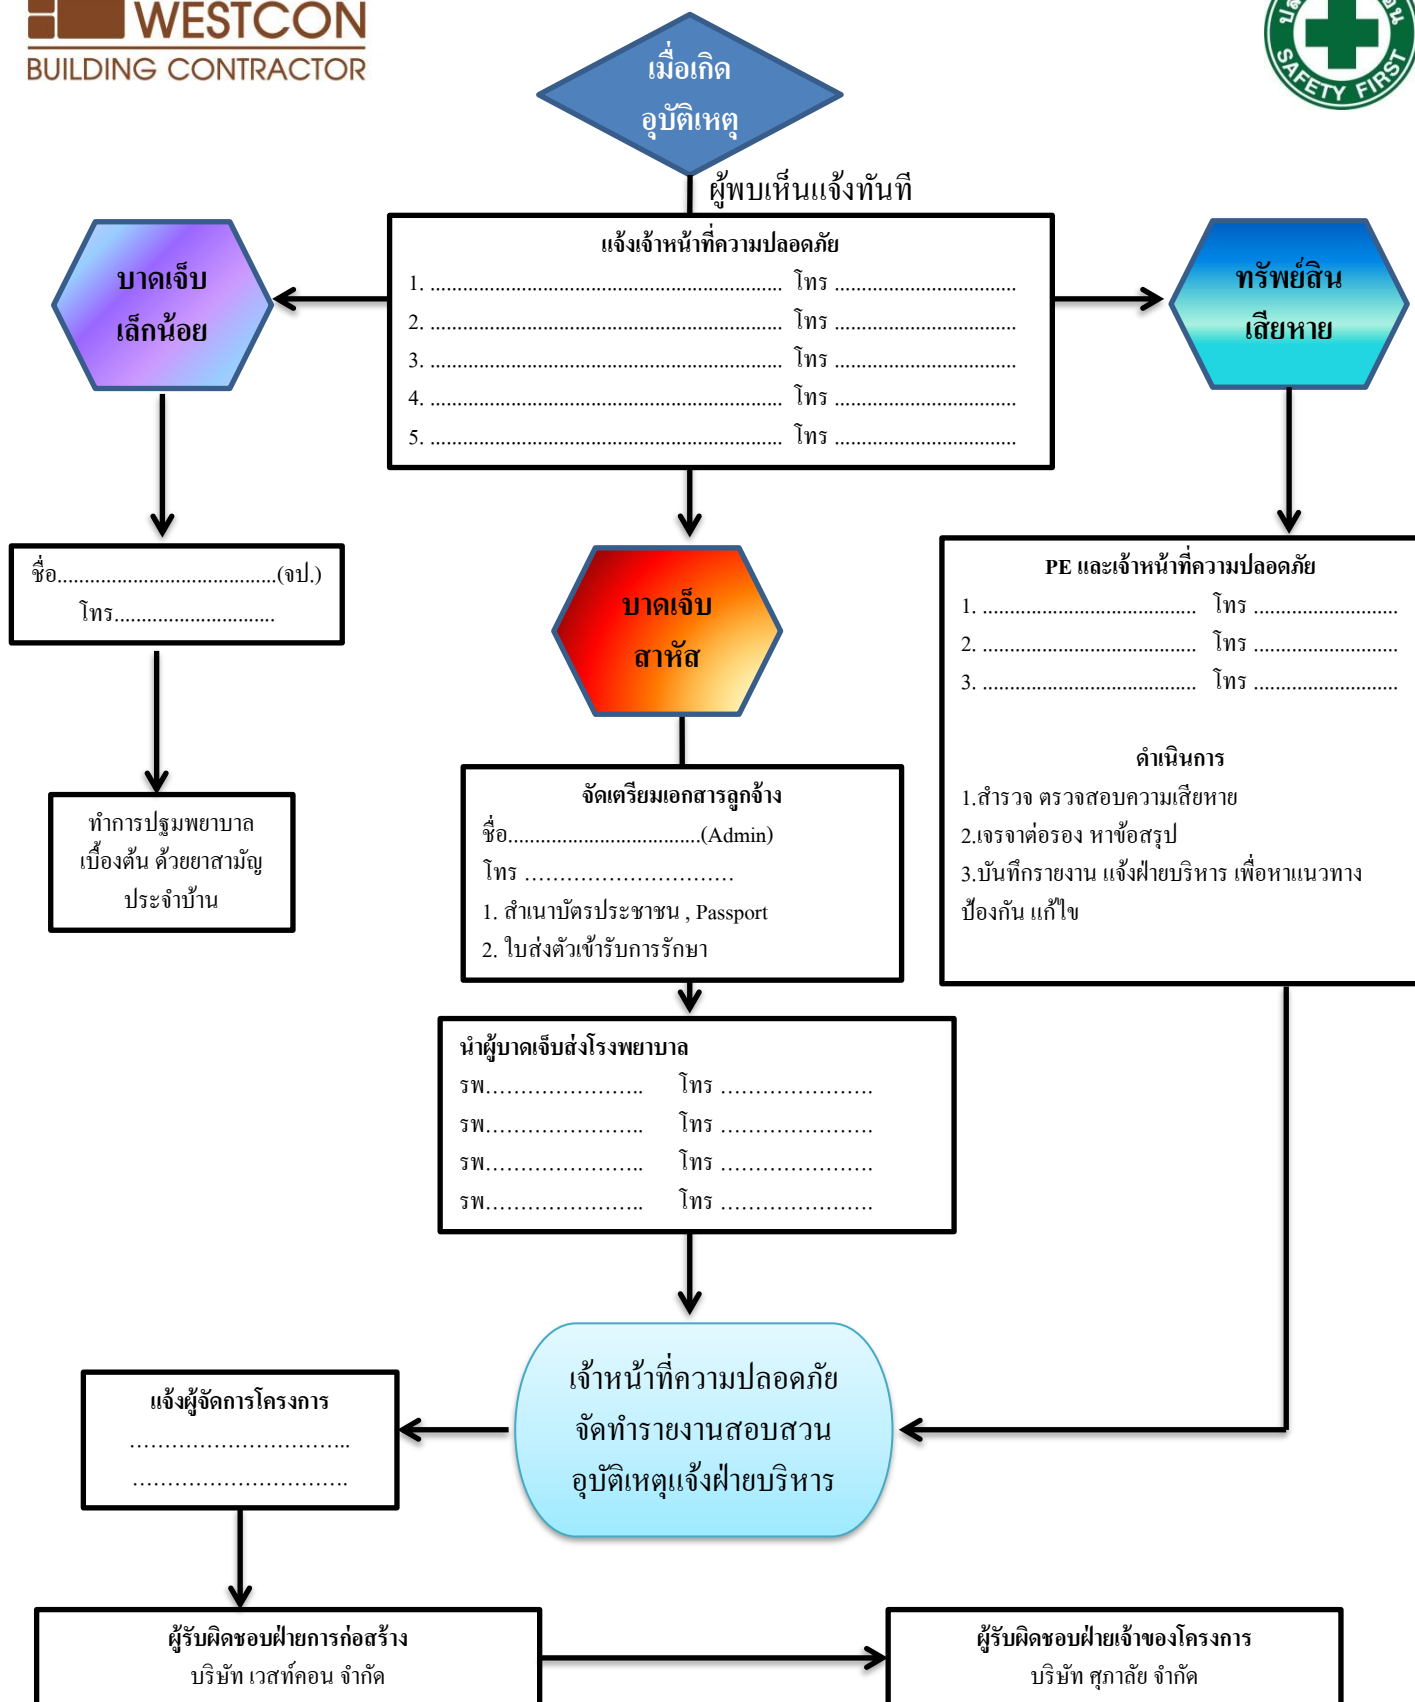 WESTCON
BUILDING CONTRACTOR
SAFETY FIRST
เมื่อเกิด
อุบัติเหตุ
ผู้พบเห็นแจ้งทันที
แจ้งเจ้าหน้าที่ความปลอดภัย
1. ................................................................ โทร .................................
2. ................................................................ โทร .................................
3. ................................................................ โทร .................................
4. ................................................................ โทร .................................
5. ................................................................ โทร .................................
บาดเจ็บ
เล็กน้อย
ทรัพย์สิน
เสียหาย
ชื่อ.........................................(จป.)
โทร..............................
ทำการปฐมพยาบาล
เบื้องต้น ด้วยยาสามัญ
ประจำบ้าน
บาดเจ็บ
สาหัส
จัดเตรียมเอกสารลูกจ้าง
ชื่อ....................................(Admin)
โทร …………………………
1. สำเนาบัตรประชาชน , Passport
2. ใบส่งตัวเข้ารับการรักษา
PE และเจ้าหน้าที่ความปลอดภัย
1. ....................................... โทร ..........................
2. ....................................... โทร ..........................
3. ....................................... โทร ..........................
ดำเนินการ
1.สำรวจ ตรวจสอบความเสียหาย
2.เจรจาต่อรอง หาข้อสรุป
3.บันทึกรายงาน แจ้งฝ่ายบริหาร เพื่อหาแนวทาง
ป้องกัน แก้ไข
นำผู้บาดเจ็บส่งโรงพยาบาล
รพ………………….. โทร ………………….
รพ………………….. โทร ………………….
รพ………………….. โทร ………………….
รพ………………….. โทร ………………….
เจ้าหน้าที่ความปลอดภัย
จัดทำรายงานสอบสวน
อุบัติเหตุแจ้งฝ่ายบริหาร
แจ้งผู้จัดการโครงการ
…………………………..
………………………….
ผู้รับผิดชอบฝ่ายการก่อสร้าง
บริษัท เวสท์คอน จำกัด
ผู้รับผิดชอบฝ่ายเจ้าของโครงการ
บริษัท ศุภาลัย จำกัด